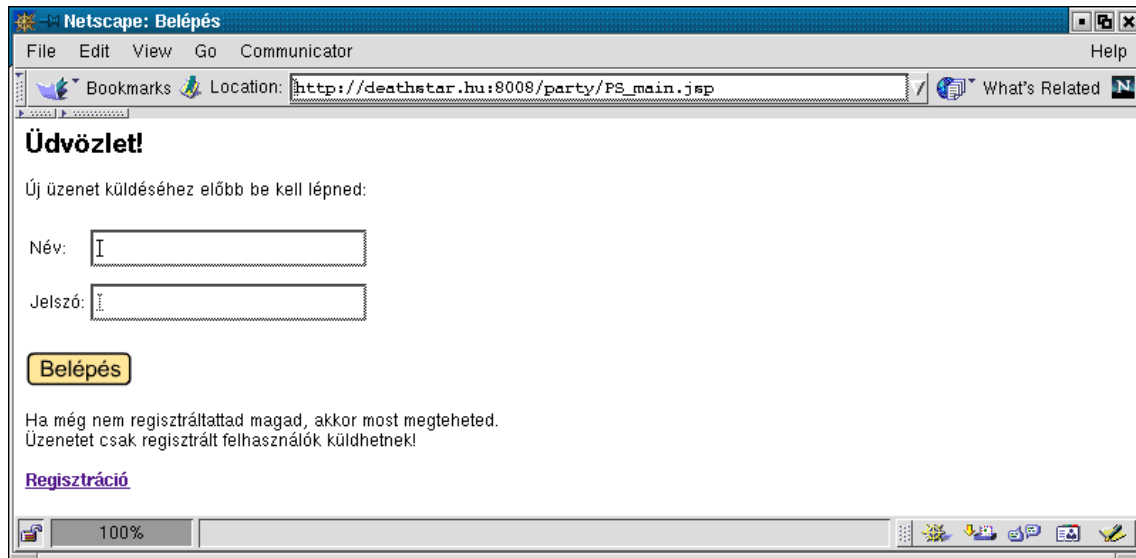 Netscape: Belépés
File Edit View Go Communicator Help
Bookmarks Location: http://deathstar.hu:8008/party/PS_main.jsp What's Related N
Üdvözlet!
Új üzenet küldéséhez előbb be kell lépned:
Név:
Jelszó:
Belépés
Ha még nem regisztráltattad magad, akkor most megteheted.
Üzenetet csak regisztrált felhasználók küldhetnek!
Regisztráció
100%